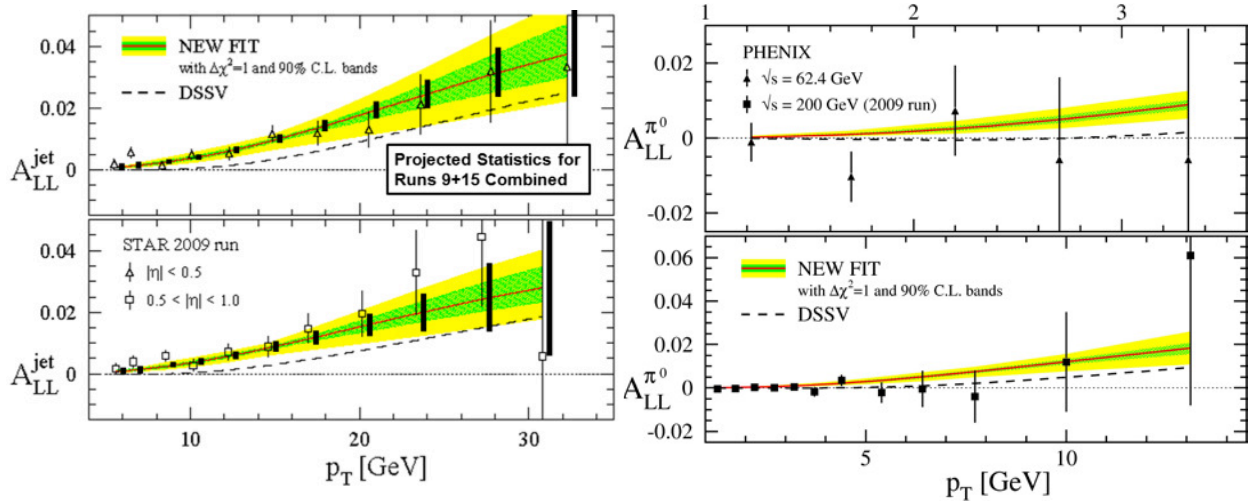 0.04
0.02
0
A_LL^jet
NEW FIT
with Δχ²=1 and 90% C.L. bands
DSSV
Projected Statistics for
Runs 9+15 Combined
0.04
0.02
0
A_LL^jet
STAR 2009 run
|η| < 0.5
0.5 < |η| < 1.0
10 20 30
p_T [GeV]
1 2 3
0.02
0
-0.02
A_LL^π⁰
PHENIX
√s = 62.4 GeV
√s = 200 GeV (2009 run)
0.06
0.04
0.02
0
-0.02
A_LL^π⁰
NEW FIT
with Δχ²=1 and 90% C.L. bands
DSSV
5 10
p_T [GeV]